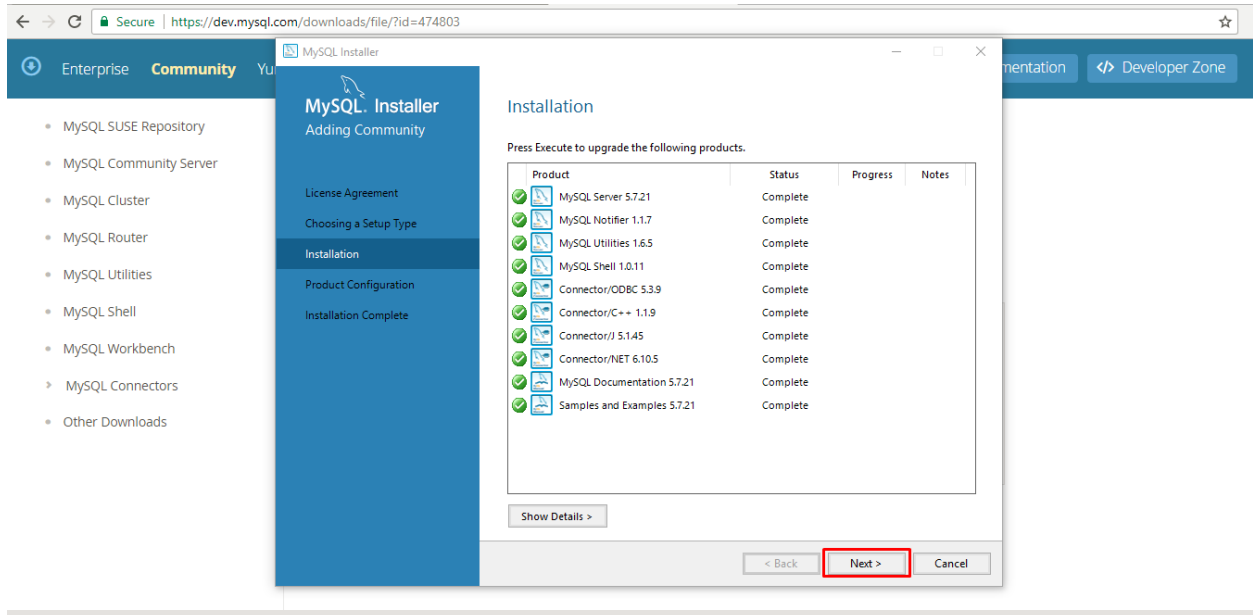 Secure | https://dev.mysql.com/downloads/file/?id=474803
Enterprise Community
mentation </> Developer Zone
MySQL SUSE Repository
MySQL Community Server
MySQL Cluster
MySQL Router
MySQL Utilities
MySQL Shell
MySQL Workbench
MySQL Connectors
Other Downloads
MySQL Installer
MySQL. Installer
Adding Community
License Agreement
Choosing a Setup Type
Installation
Product Configuration
Installation Complete
Installation
Press Execute to upgrade the following products.
Product Status Progress Notes
MySQL Server 5.7.21 Complete
MySQL Notifier 1.1.7 Complete
MySQL Utilities 1.6.5 Complete
MySQL Shell 1.0.11 Complete
Connector/ODBC 5.3.9 Complete
Connector/C++ 1.1.9 Complete
Connector/J 5.1.45 Complete
Connector/NET 6.10.5 Complete
MySQL Documentation 5.7.21 Complete
Samples and Examples 5.7.21 Complete
Show Details >
< Back Next > Cancel